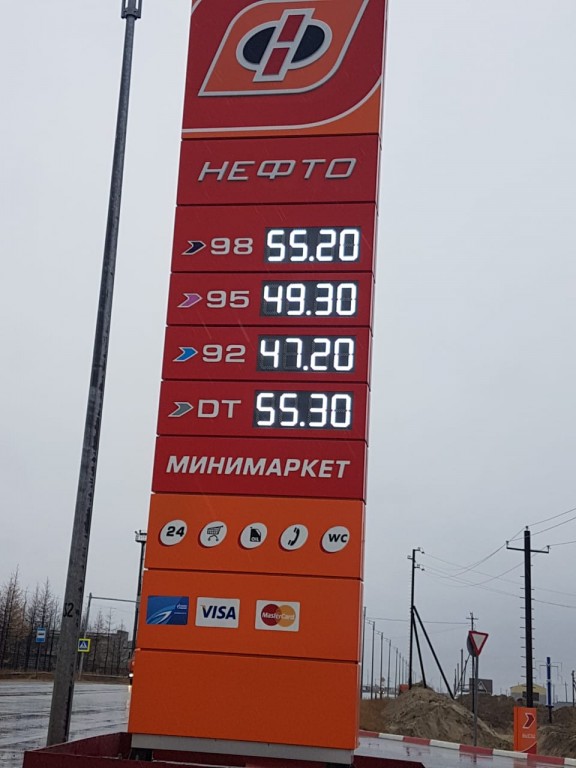 НЕФТО
98 55.20
95 49.30
92 47.20
DT 55.30
МИНИМАРКЕТ
24 WC
VISA MasterCard